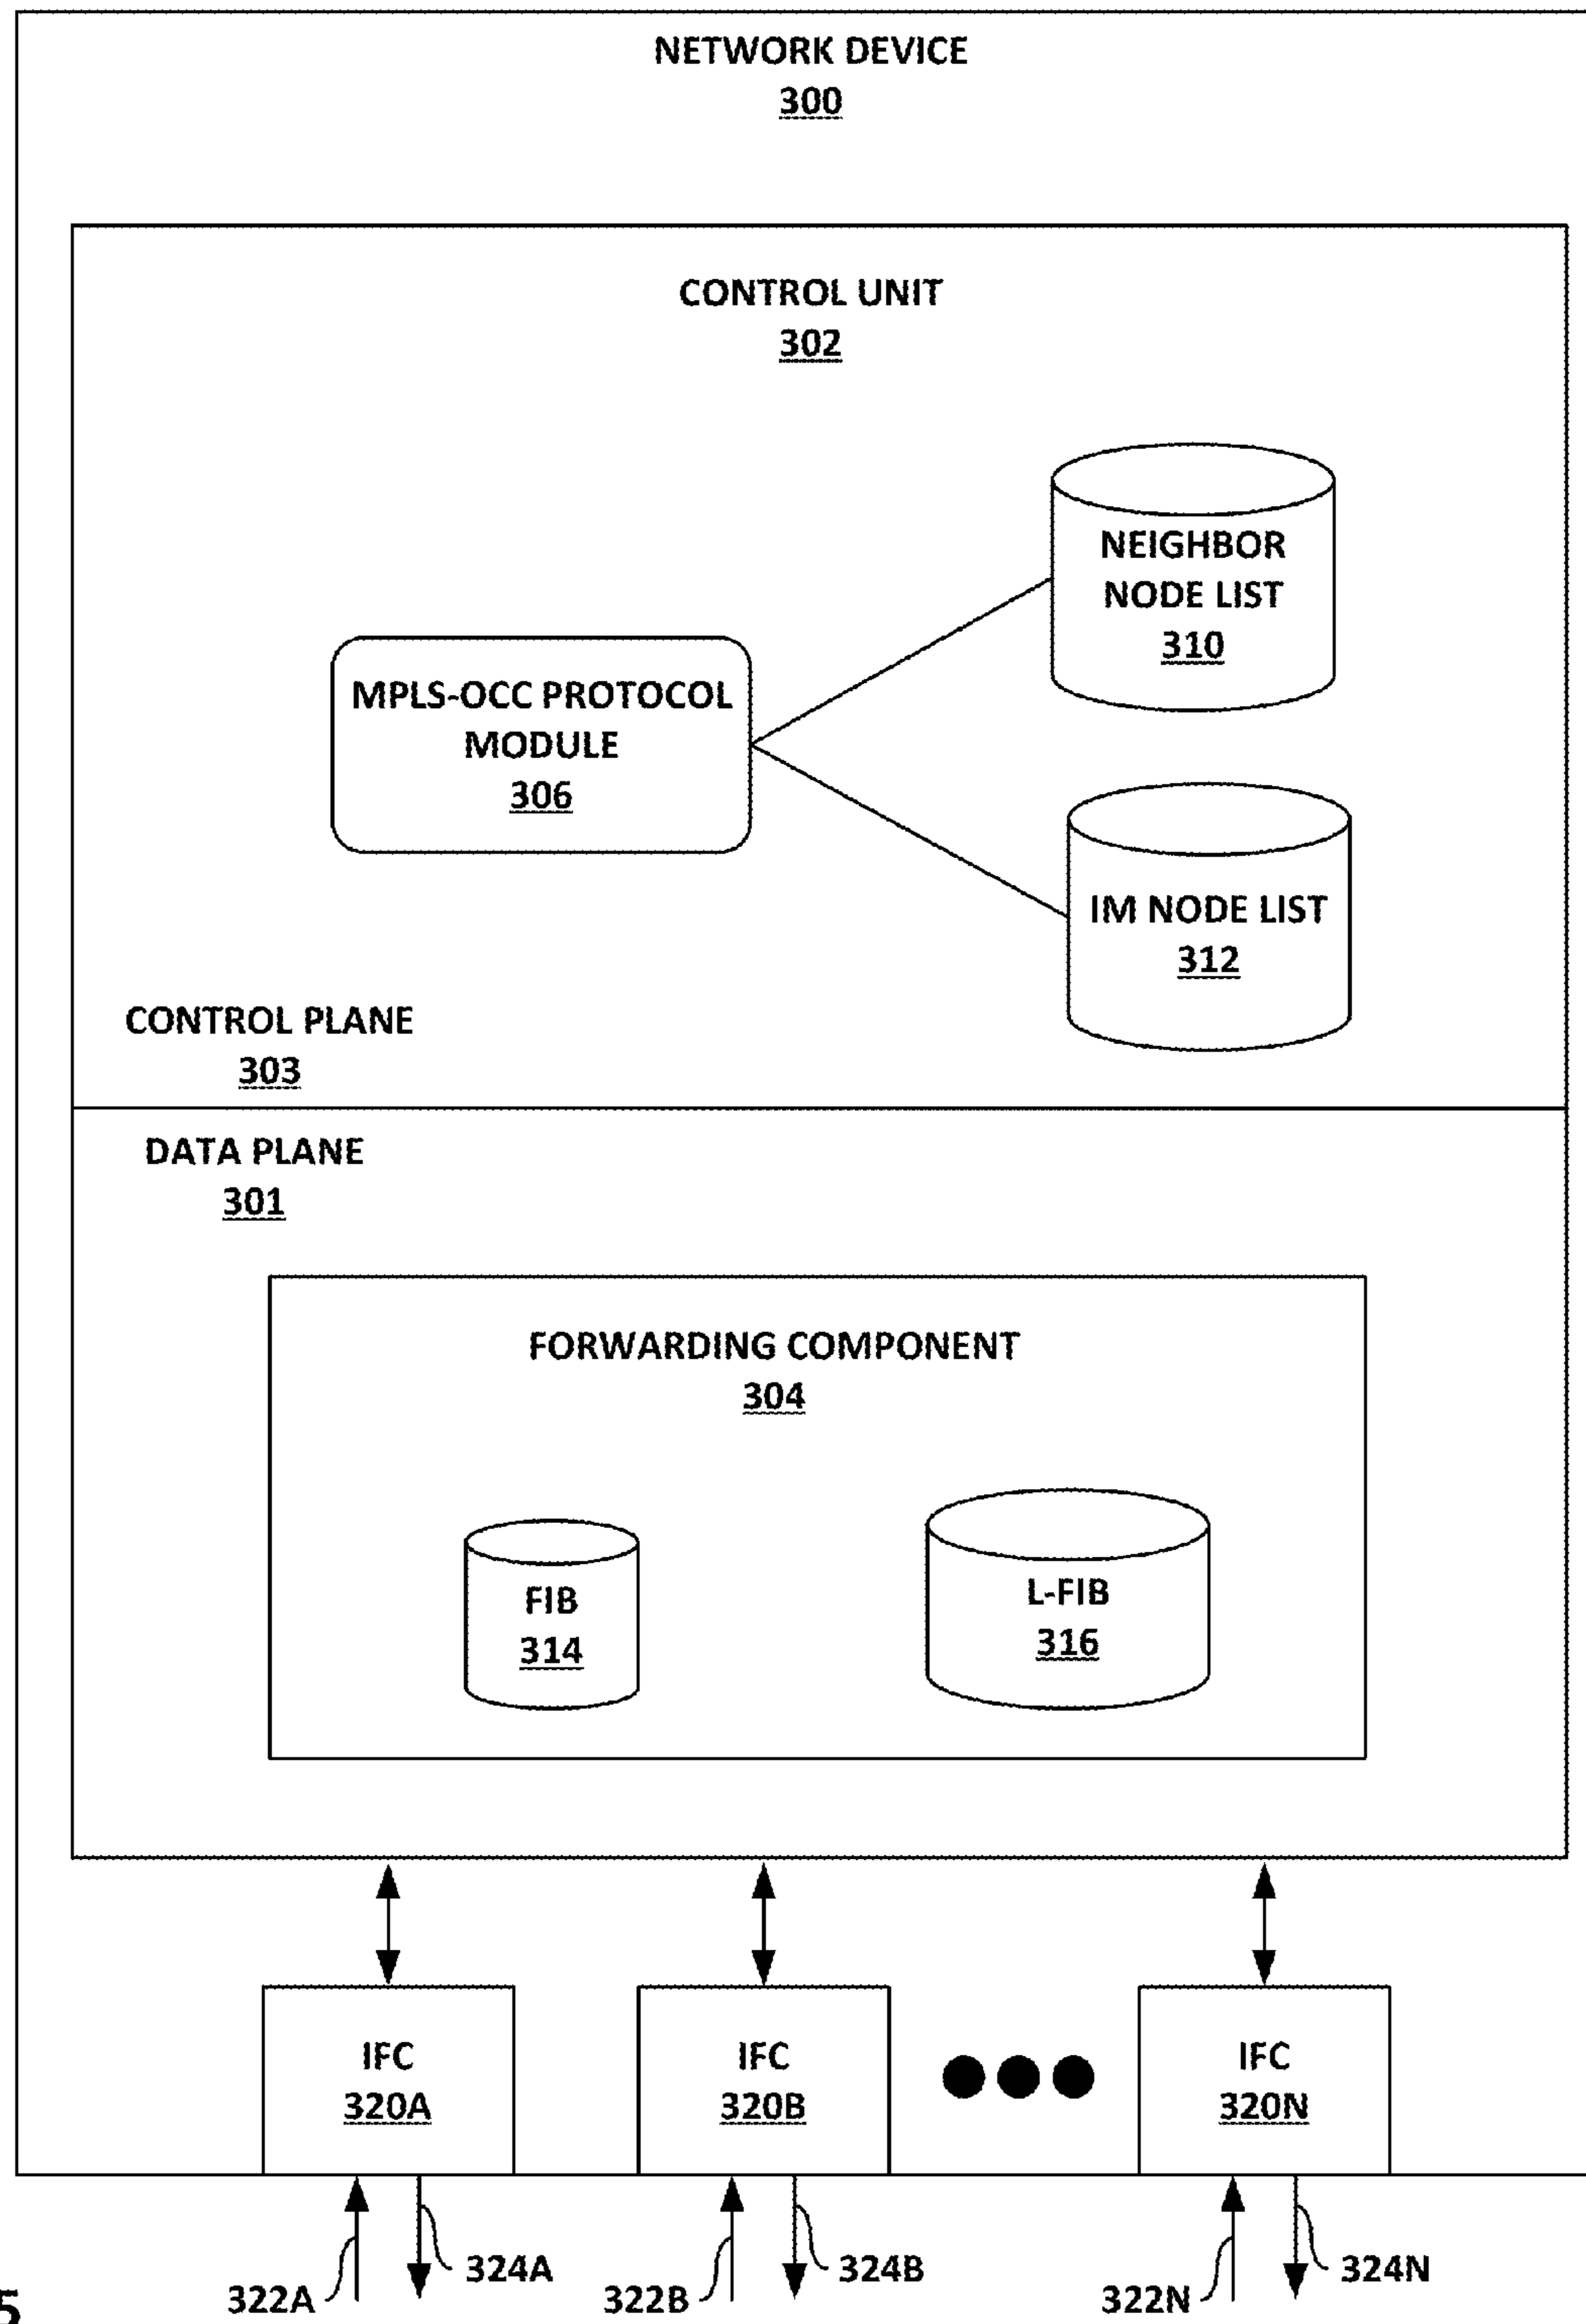 NETWORK DEVICE
300
CONTROL UNIT
302
NEIGHBOR
NODE LIST
310
MPLS-OCC PROTOCOL
MODULE
306
IM NODE LIST
312
CONTROL PLANE
303
DATA PLANE
301
FORWARDING COMPONENT
304
FIB
314
L-FIB
316
IFC
320A
IFC
320B
IFC
320N
322A
324A
322B
324B
322N
324N
5